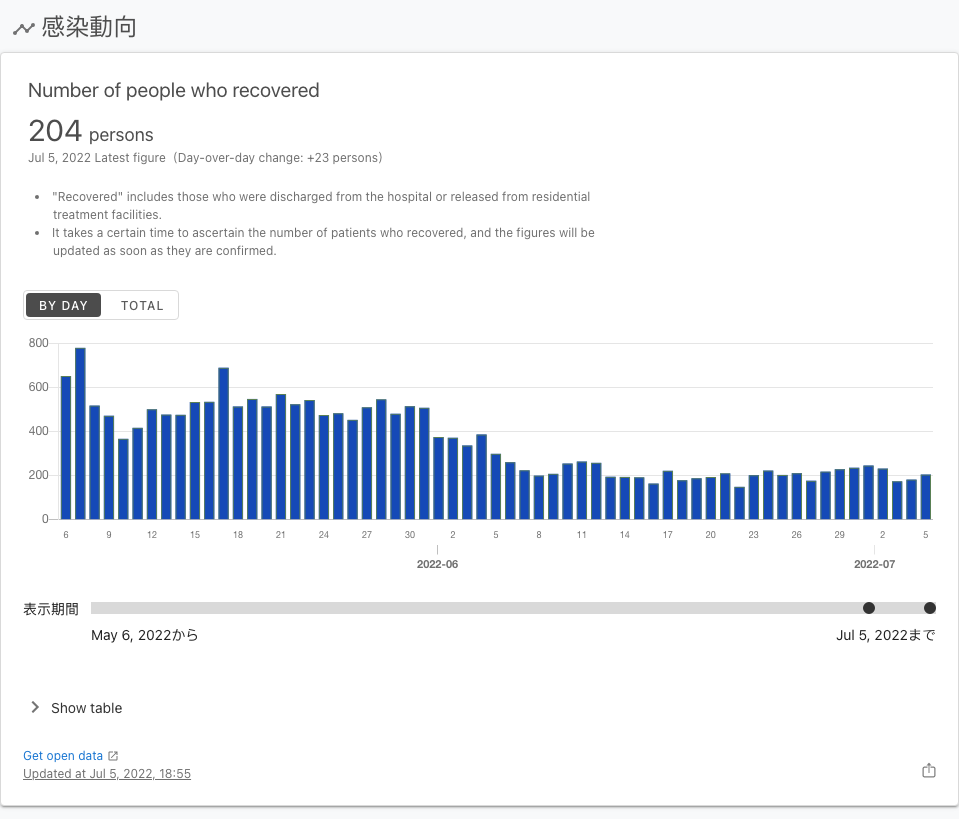 感染動向
Number of people who recovered
204 persons
Jul 5, 2022 Latest figure (Day-over-day change: +23 persons)
• "Recovered" includes those who were discharged from the hospital or released from residential
treatment facilities.
• It takes a certain time to ascertain the number of patients who recovered, and the figures will be
updated as soon as they are confirmed.
BY DAY TOTAL
800
600
400
200
0
6 9 12 15 18 21 24 27 30 2 5 8 11 14 17 20 23 26 29 2 5
2022-06 2022-07
表示期間
May 6, 2022から Jul 5, 2022まで
Show table
Get open data
Updated at Jul 5, 2022, 18:55